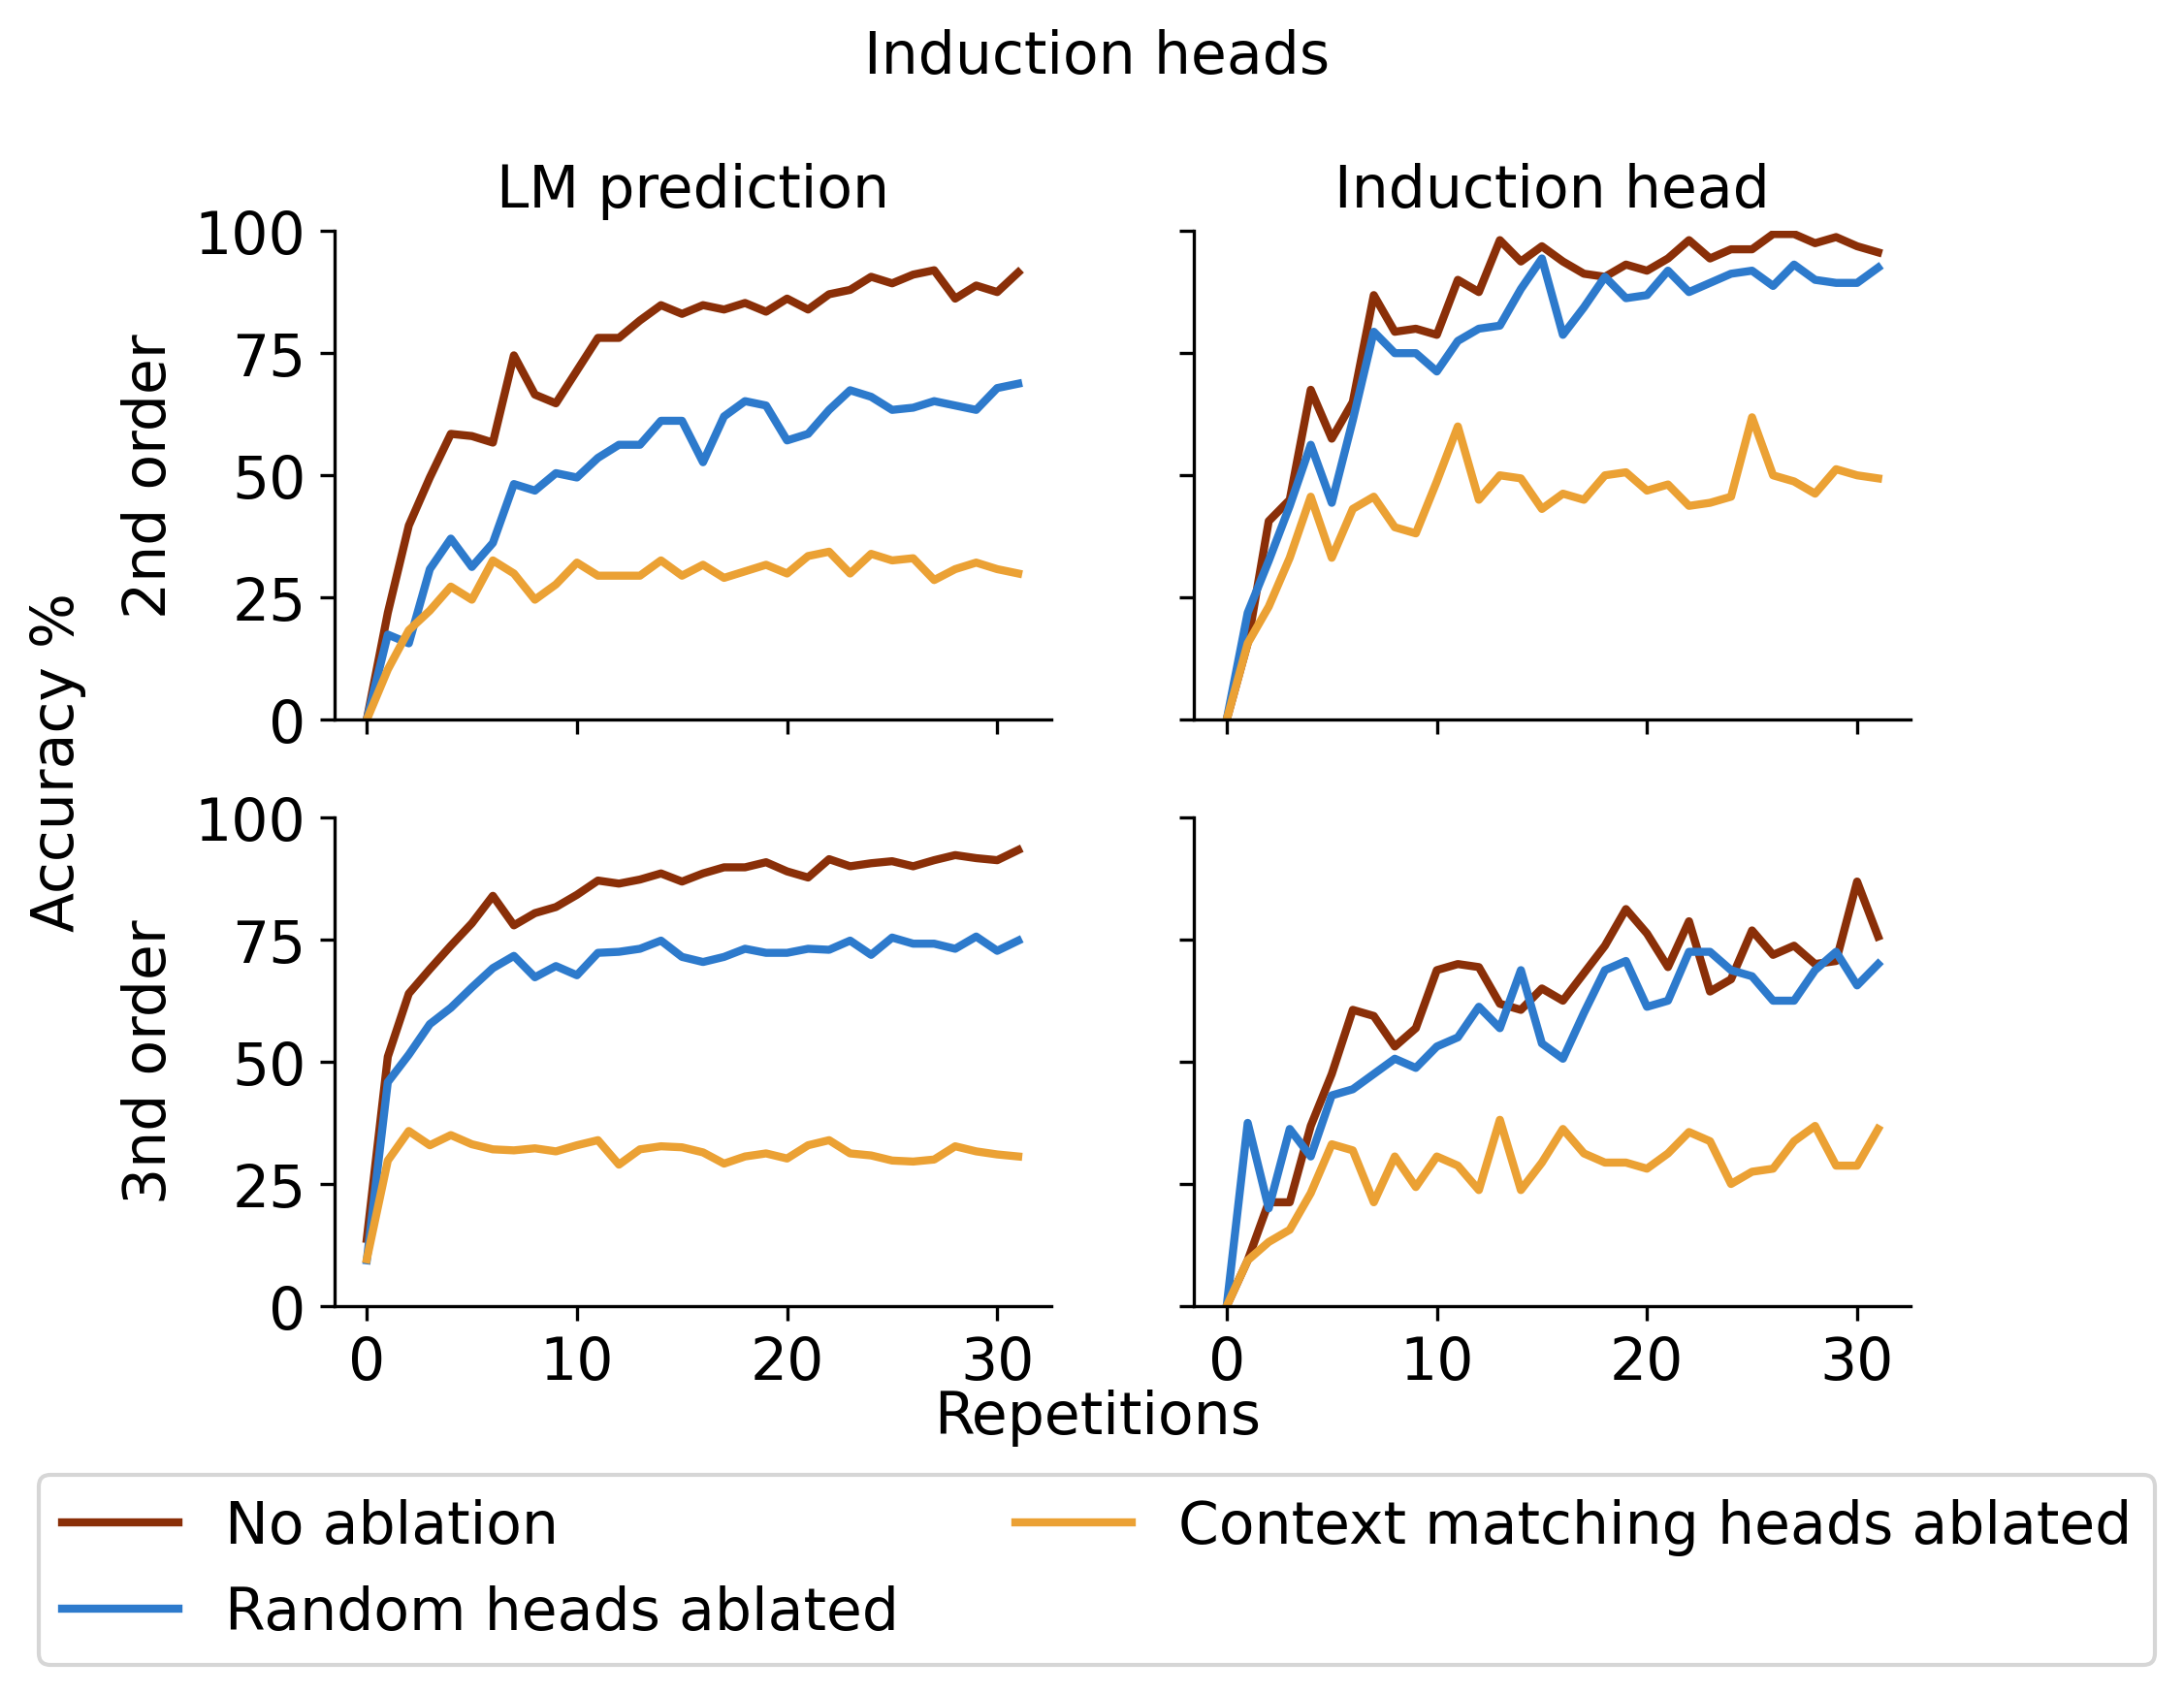 Induction heads
LM prediction
Induction head
Accuracy %
2nd order
100
75
50
25
0
3nd order
100
75
50
25
0
0 10 20 30
0 10 20 30
Repetitions
No ablation
Random heads ablated
Context matching heads ablated